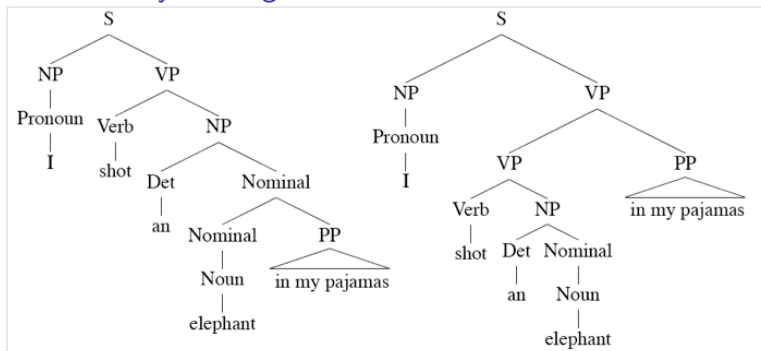 S S
NP VP
Pronoun Verb NP
I shot Det Nominal
an Nominal PP
Noun in my pajamas
elephant
NP VP
Pronoun VP PP
I Verb NP in my pajamas
shot Det Nominal
an Noun
elephant